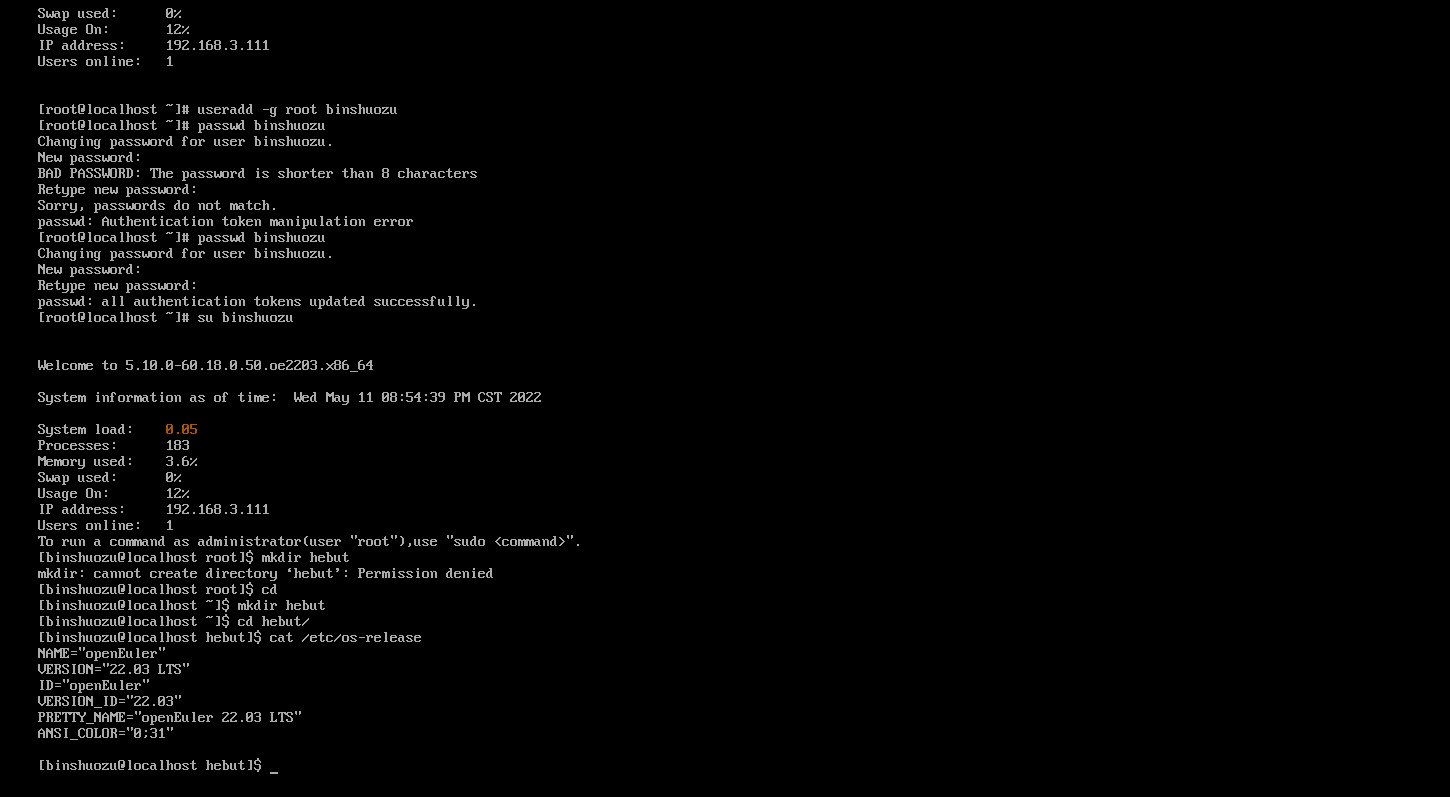 Swap used:      0%
Usage On:       12%
IP address:     192.168.3.111
Users online:   1
[root@localhost ~]# useradd -g root binshuozu
[root@localhost ~]# passwd binshuozu
Changing password for user binshuozu.
New password:
BAD PASSWORD: The password is shorter than 8 characters
Retype new password:
Sorry, passwords do not match.
passwd: Authentication token manipulation error
[root@localhost ~]# passwd binshuozu
Changing password for user binshuozu.
New password:
Retype new password:
passwd: all authentication tokens updated successfully.
[root@localhost ~]# su binshuozu
Welcome to 5.10.0-60.18.0.50.oe2203.x86_64
System information as of time:  Wed May 11 08:54:39 PM CST 2022
System load:    0.05
Processes:      183
Memory used:    3.6%
Swap used:      0%
Usage On:       12%
IP address:     192.168.3.111
Users online:   1
To run a command as administrator(user "root"),use "sudo <command>".
[binshuozu@localhost root]$ mkdir hebut
mkdir: cannot create directory ‘hebut’: Permission denied
[binshuozu@localhost root]$ cd
[binshuozu@localhost ~]$ mkdir hebut
[binshuozu@localhost ~]$ cd hebut/
[binshuozu@localhost hebut]$ cat /etc/os-release
NAME="openEuler"
VERSION="22.03 LTS"
ID="openEuler"
VERSION_ID="22.03"
PRETTY_NAME="openEuler 22.03 LTS"
ANSI_COLOR="0;31"
[binshuozu@localhost hebut]$ _